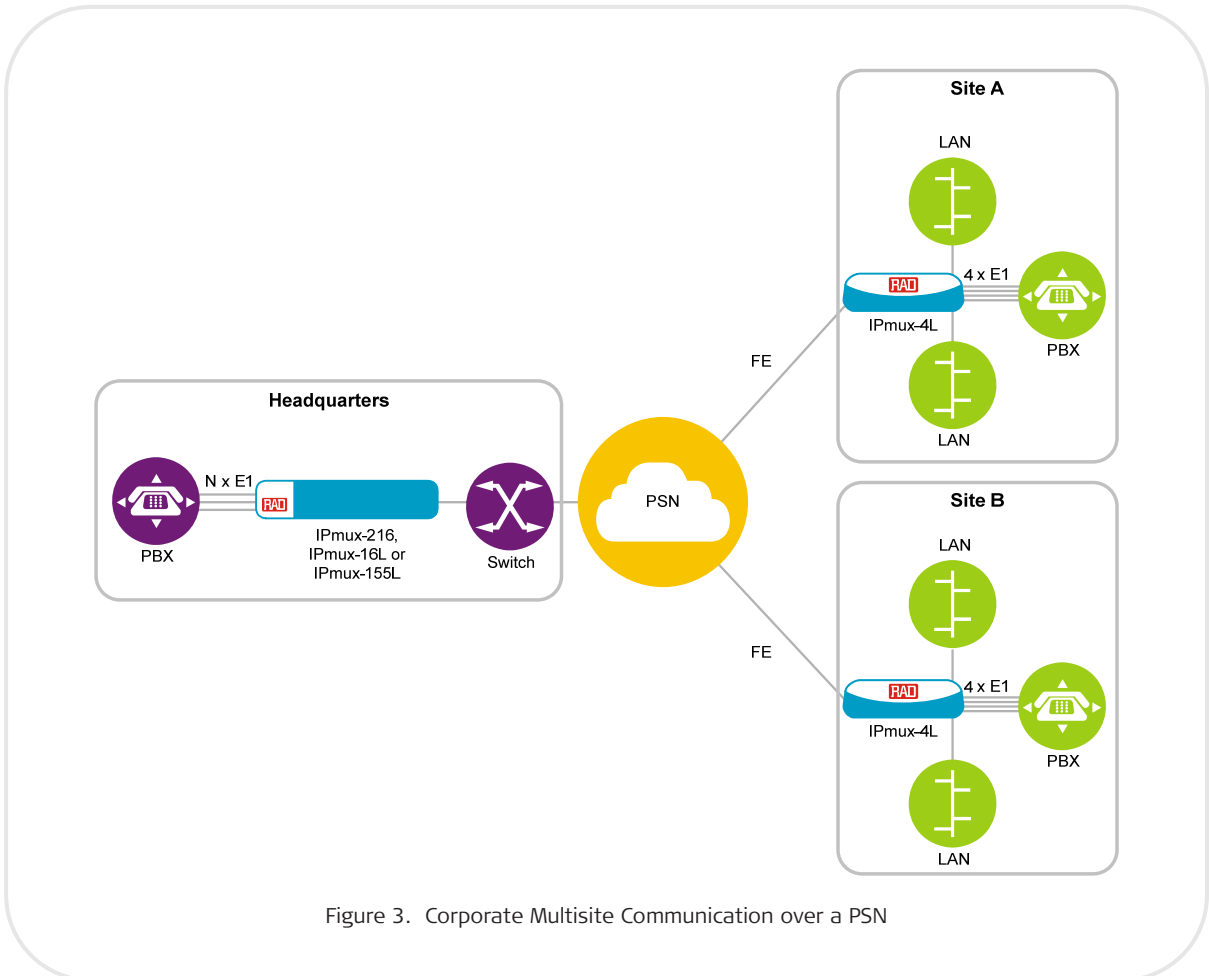 Site A
LAN
RAD
4 x E1
IPmux-4L
PBX
LAN
FE
Headquarters
N x E1
RAD
PBX
IPmux-216,
IPmux-16L or
IPmux-155L
Switch
PSN
Site B
LAN
FE
RAD
4 x E1
IPmux-4L
PBX
LAN
Figure 3. Corporate Multisite Communication over a PSN